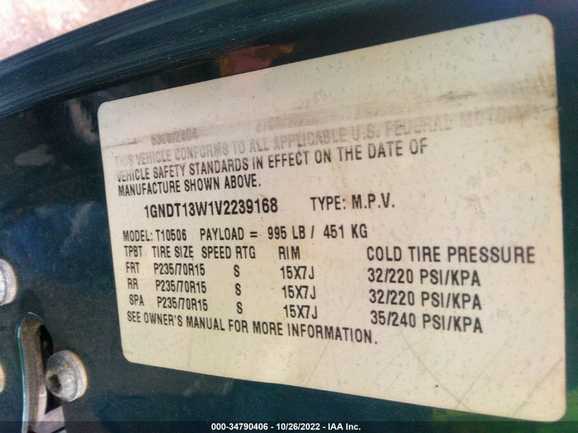 THIS VEHICLE CONFORMS TO ALL APPLICABLE U.S. FEDERAL MOTOR
VEHICLE SAFETY STANDARDS IN EFFECT ON THE DATE OF
MANUFACTURE SHOWN ABOVE.
1GNDT13W1V2239168 TYPE: M.P.V.
MODEL: T10506 PAYLOAD = 995 LB / 451 KG
TPBT TIRE SIZE SPEED RTG RIM COLD TIRE PRESSURE
FRT P235/70R15 S 15X7J 32/220 PSI/KPA
RR P235/70R15 S 15X7J 32/220 PSI/KPA
SPA P235/70R15 S 15X7J 35/240 PSI/KPA
SEE OWNER'S MANUAL FOR MORE INFORMATION.
000-34790406 - 10/26/2022 - IAA Inc.